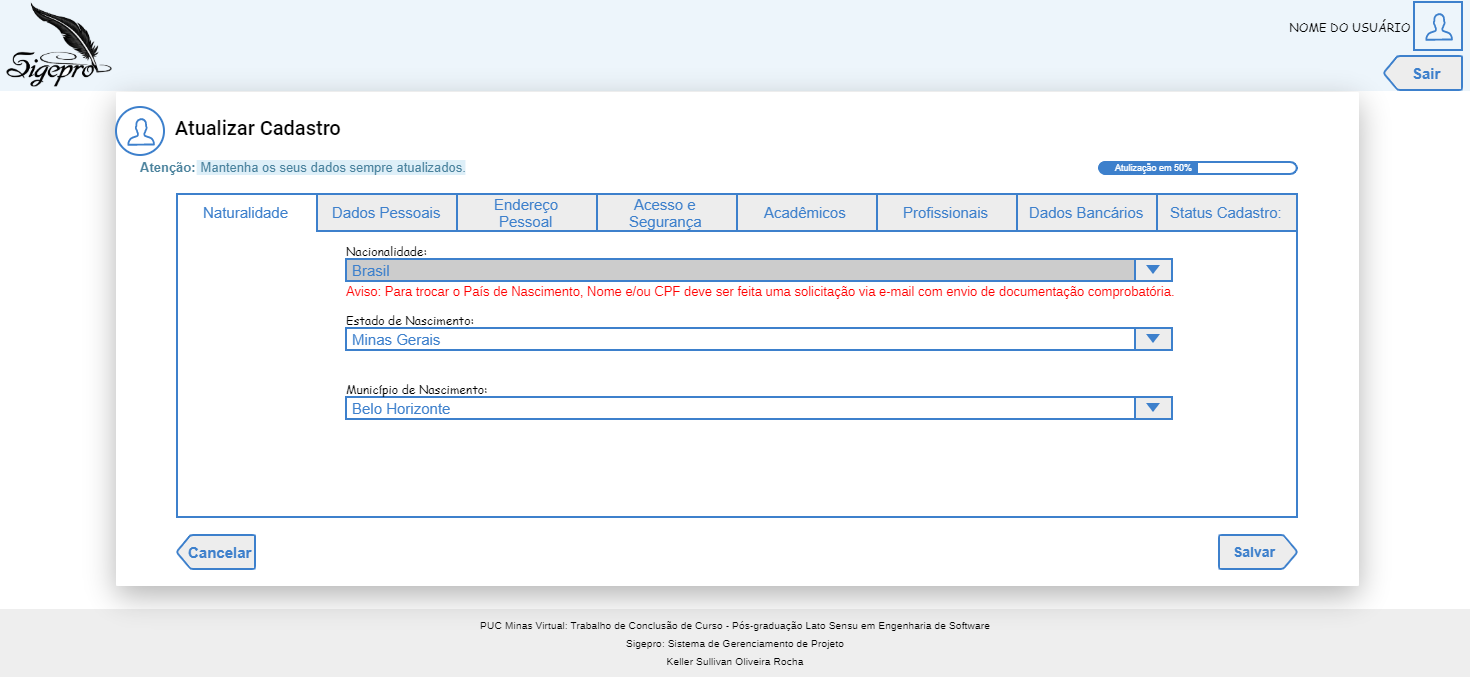 Sigepro
NOME DO USUÁRIO
Sair
Atualizar Cadastro
Atenção: Mantenha os seus dados sempre atualizados.
Atulização em 50%
Naturalidade
Dados Pessoais
Endereço
Pessoal
Acesso e
Segurança
Acadêmicos
Profissionais
Dados Bancários
Status Cadastro:
Nacionalidade:
Brasil
Aviso: Para trocar o País de Nascimento, Nome e/ou CPF deve ser feita uma solicitação via e-mail com envio de documentação comprobatória.
Estado de Nascimento:
Minas Gerais
Município de Nascimento:
Belo Horizonte
Cancelar
Salvar
PUC Minas Virtual: Trabalho de Conclusão de Curso - Pós-graduação Lato Sensu em Engenharia de Software
Sigepro: Sistema de Gerenciamento de Projeto
Keller Sullivan Oliveira Rocha